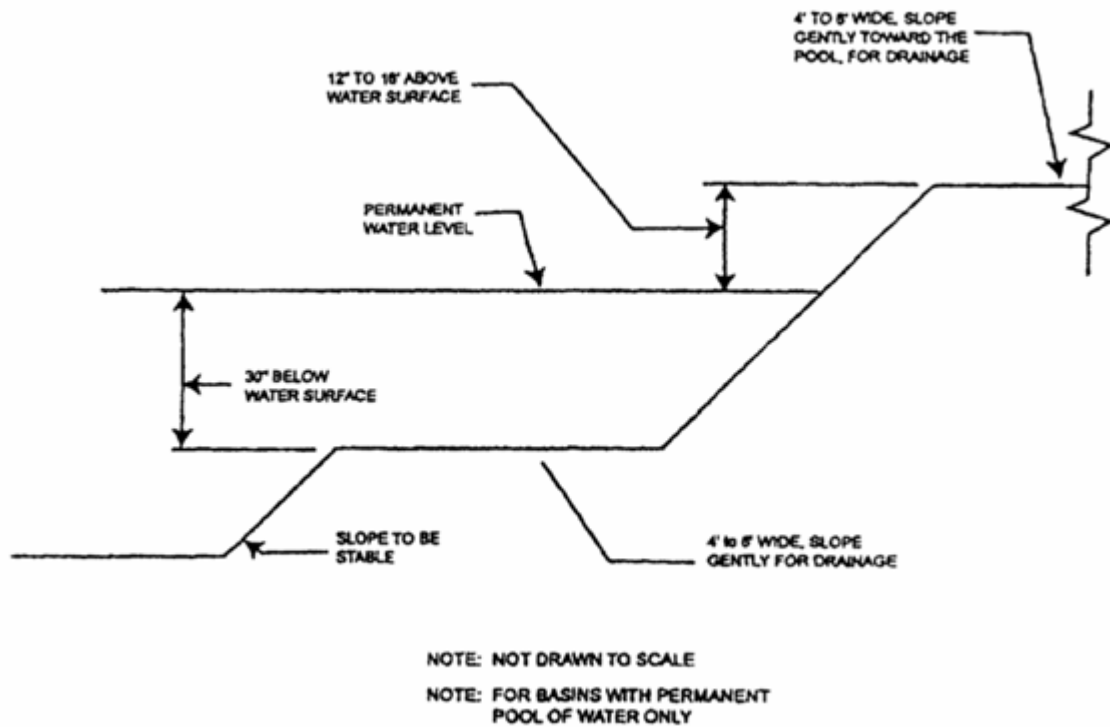 4' TO 6' WIDE, SLOPE
GENTLY TOWARD THE
POOL, FOR DRAINAGE
12" TO 18" ABOVE
WATER SURFACE
PERMANENT
WATER LEVEL
30" BELOW
WATER SURFACE
SLOPE TO BE
STABLE
4' to 6' WIDE, SLOPE
GENTLY FOR DRAINAGE
NOTE: NOT DRAWN TO SCALE
NOTE: FOR BASINS WITH PERMANENT
POOL OF WATER ONLY